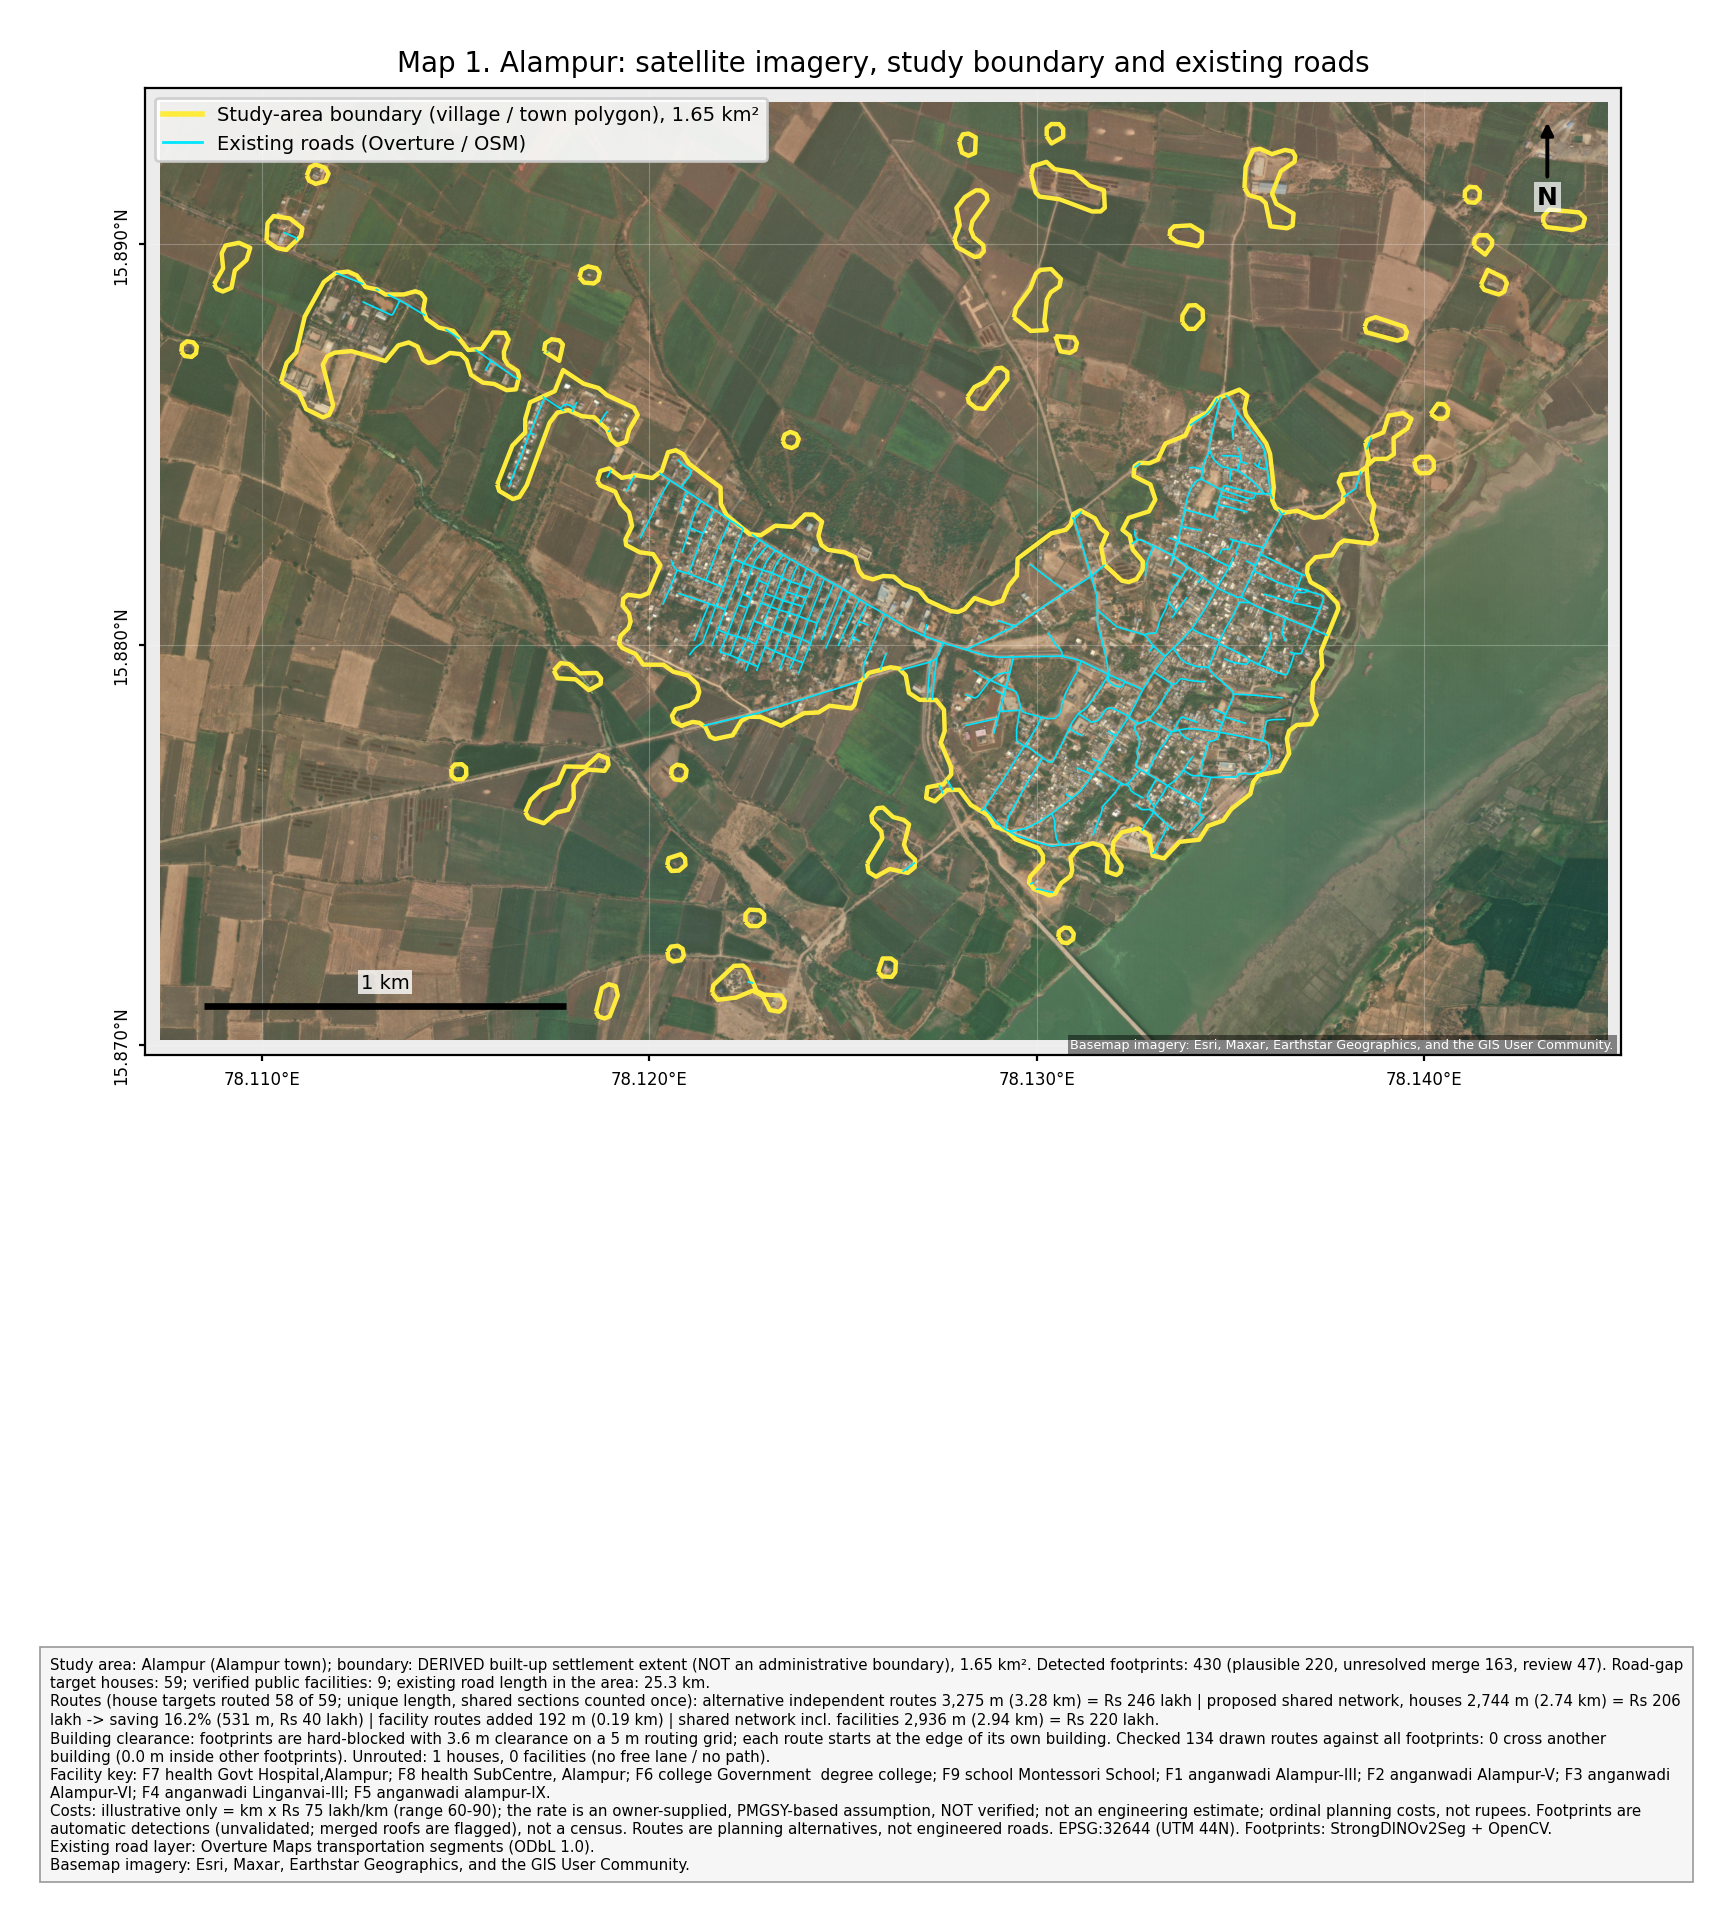 Map 1. Alampur: satellite imagery, study boundary and existing roads
Study-area boundary (village / town polygon), 1.65 km²
Existing roads (Overture / OSM)
N
15.890°N
15.880°N
15.870°N
1 km
Basemap imagery: Esri, Maxar, Earthstar Geographics, and the GIS User Community.
78.110°E
78.120°E
78.130°E
78.140°E
Study area: Alampur (Alampur town); boundary: DERIVED built-up settlement extent (NOT an administrative boundary), 1.65 km². Detected footprints: 430 (plausible 220, unresolved merge 163, review 47). Road-gap
target houses: 59; verified public facilities: 9; existing road length in the area: 25.3 km.
Routes (house targets routed 58 of 59; unique length, shared sections counted once): alternative independent routes 3,275 m (3.28 km) = Rs 246 lakh | proposed shared network, houses 2,744 m (2.74 km) = Rs 206
lakh -> saving 16.2% (531 m, Rs 40 lakh) | facility routes added 192 m (0.19 km) | shared network incl. facilities 2,936 m (2.94 km) = Rs 220 lakh.
Building clearance: footprints are hard-blocked with 3.6 m clearance on a 5 m routing grid; each route starts at the edge of its own building. Checked 134 drawn routes against all footprints: 0 cross another
building (0.0 m inside other footprints). Unrouted: 1 houses, 0 facilities (no free lane / no path).
Facility key: F7 health Govt Hospital,Alampur; F8 health SubCentre, Alampur; F6 college Government  degree college; F9 school Montessori School; F1 anganwadi Alampur-III; F2 anganwadi Alampur-V; F3 anganwadi
Alampur-VI; F4 anganwadi Linganvai-III; F5 anganwadi alampur-IX.
Costs: illustrative only = km x Rs 75 lakh/km (range 60-90); the rate is an owner-supplied, PMGSY-based assumption, NOT verified; not an engineering estimate; ordinal planning costs, not rupees. Footprints are
automatic detections (unvalidated; merged roofs are flagged), not a census. Routes are planning alternatives, not engineered roads. EPSG:32644 (UTM 44N). Footprints: StrongDINOv2Seg + OpenCV.
Existing road layer: Overture Maps transportation segments (ODbL 1.0).
Basemap imagery: Esri, Maxar, Earthstar Geographics, and the GIS User Community.